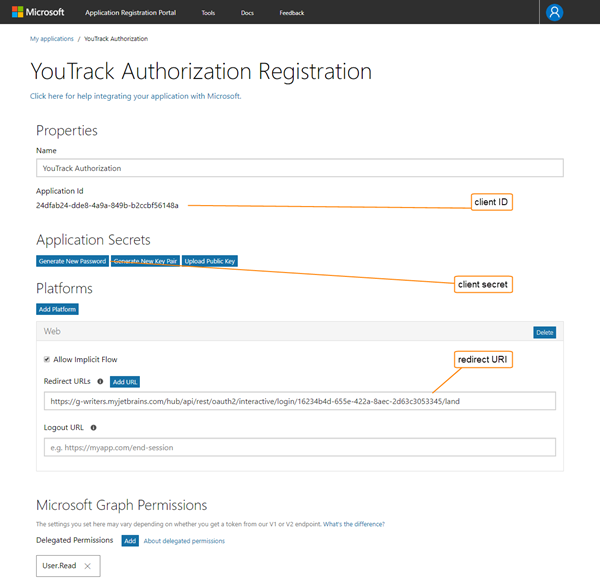 Microsoft Application Registration Portal Tools Docs Feedback
My applications / YouTrack Authorization
YouTrack Authorization Registration
Click here for help integrating your application with Microsoft.
Properties
Name
YouTrack Authorization
Application Id
24dfab24-dde8-4a9a-849b-b2ccbf56148a
client ID
Application Secrets
Generate New Password Generate New Key Pair Upload Public Key
client secret
Platforms
Add Platform
Web Delete
Allow Implicit Flow
redirect URI
Redirect URLs Add URL
https://g-writers.myjetbrains.com/hub/api/rest/oauth2/interactive/login/16234b4d-655e-422a-8aec-2d63c3053345/land
Logout URL
e.g. https://myapp.com/end-session
Microsoft Graph Permissions
The settings you set here may vary depending on whether you get a token from our V1 or V2 endpoint. What's the difference?
Delegated Permissions Add About delegated permissions
User.Read